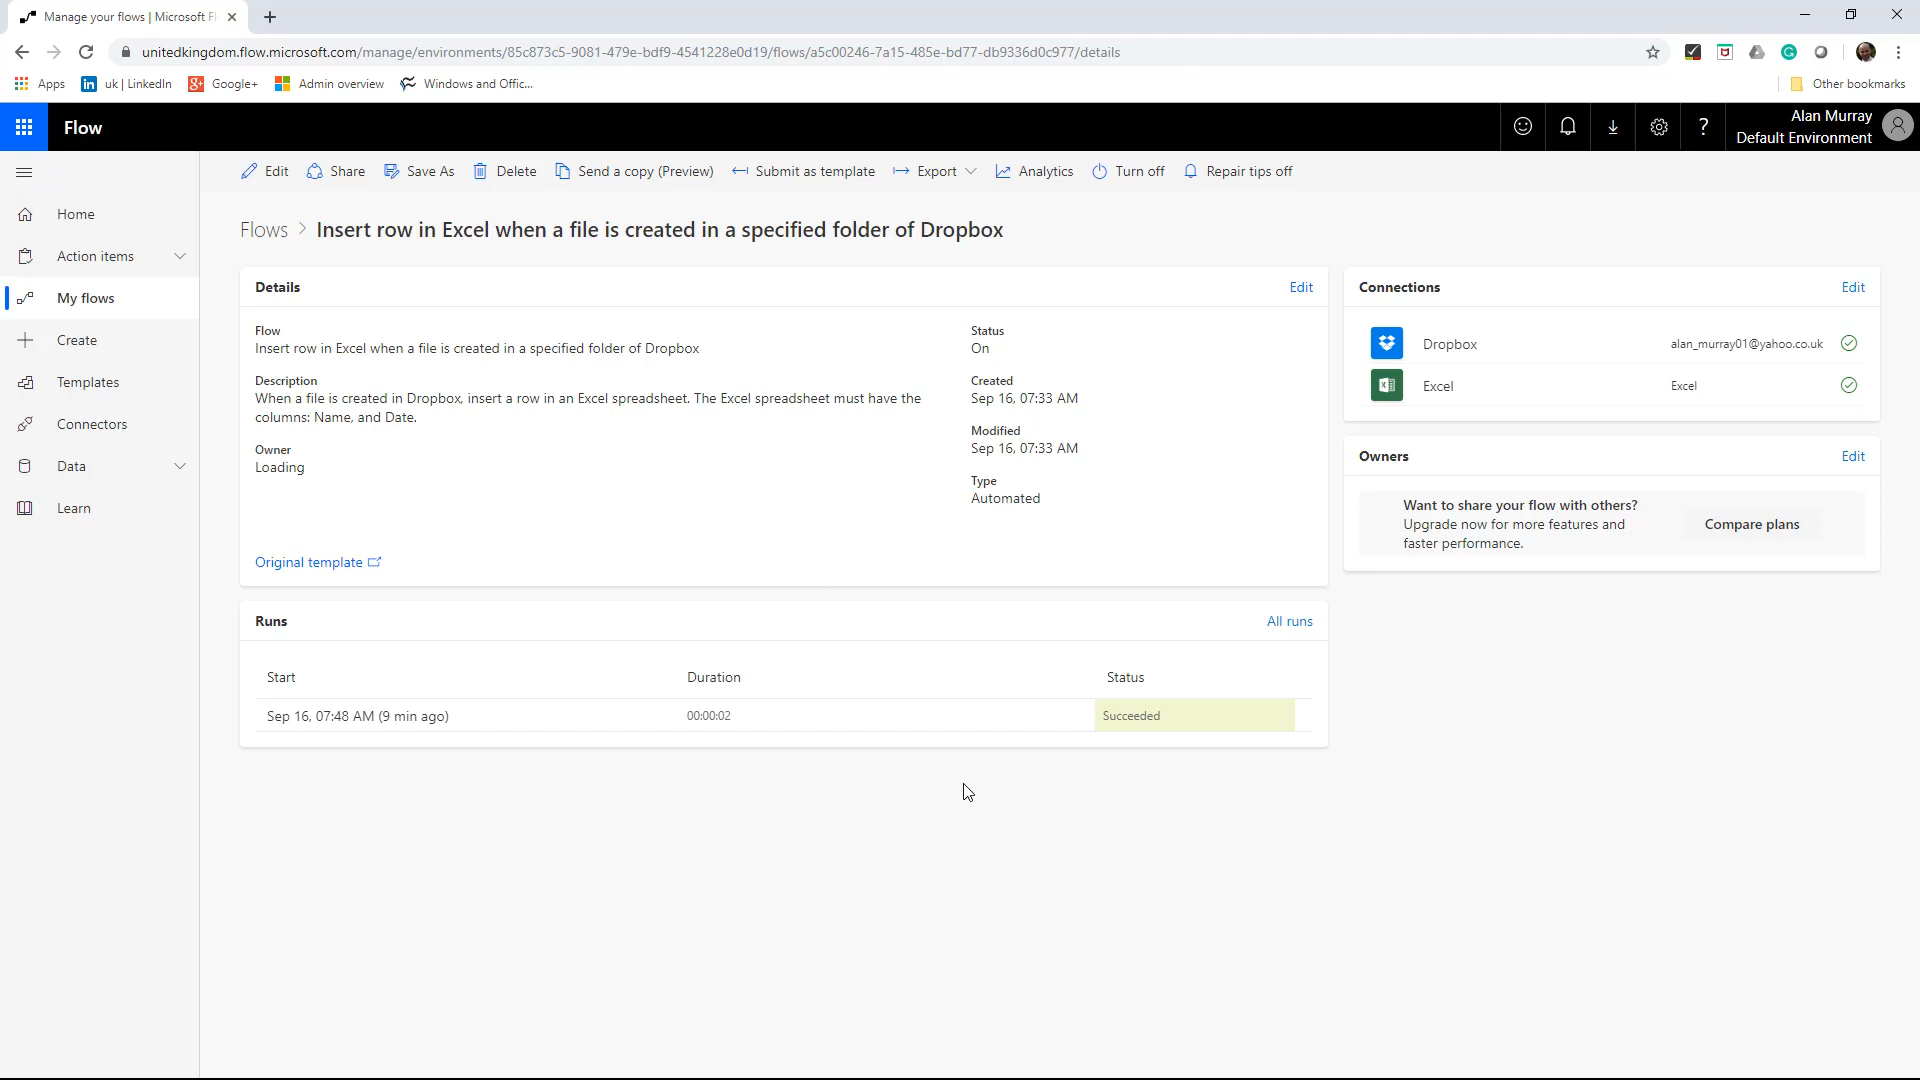 Manage your flows | Microsoft Fl
unitedkingdom.flow.microsoft.com/manage/environments/85c873c5-9081-479e-bdf9-4541228e0d19/flows/a5c00246-7a15-485e-bd77-db9336d0c977/details
Apps uk | LinkedIn Google+ Admin overview Windows and Offic... Other bookmarks
Flow
Alan Murray
Default Environment
Edit Share Save As Delete Send a copy (Preview) Submit as template Export Analytics Turn off Repair tips off
Home
Action items
My flows
Create
Templates
Connectors
Data
Learn
Flows > Insert row in Excel when a file is created in a specified folder of Dropbox
Details Edit
Flow
Insert row in Excel when a file is created in a specified folder of Dropbox
Description
When a file is created in Dropbox, insert a row in an Excel spreadsheet. The Excel spreadsheet must have the
columns: Name, and Date.
Owner
Loading
Status
On
Created
Sep 16, 07:33 AM
Modified
Sep 16, 07:33 AM
Type
Automated
Original template
Connections Edit
Dropbox alan_murray01@yahoo.co.uk
Excel Excel
Owners Edit
Want to share your flow with others?
Upgrade now for more features and
faster performance.
Compare plans
Runs All runs
Start Duration Status
Sep 16, 07:48 AM (9 min ago) 00:00:02 Succeeded